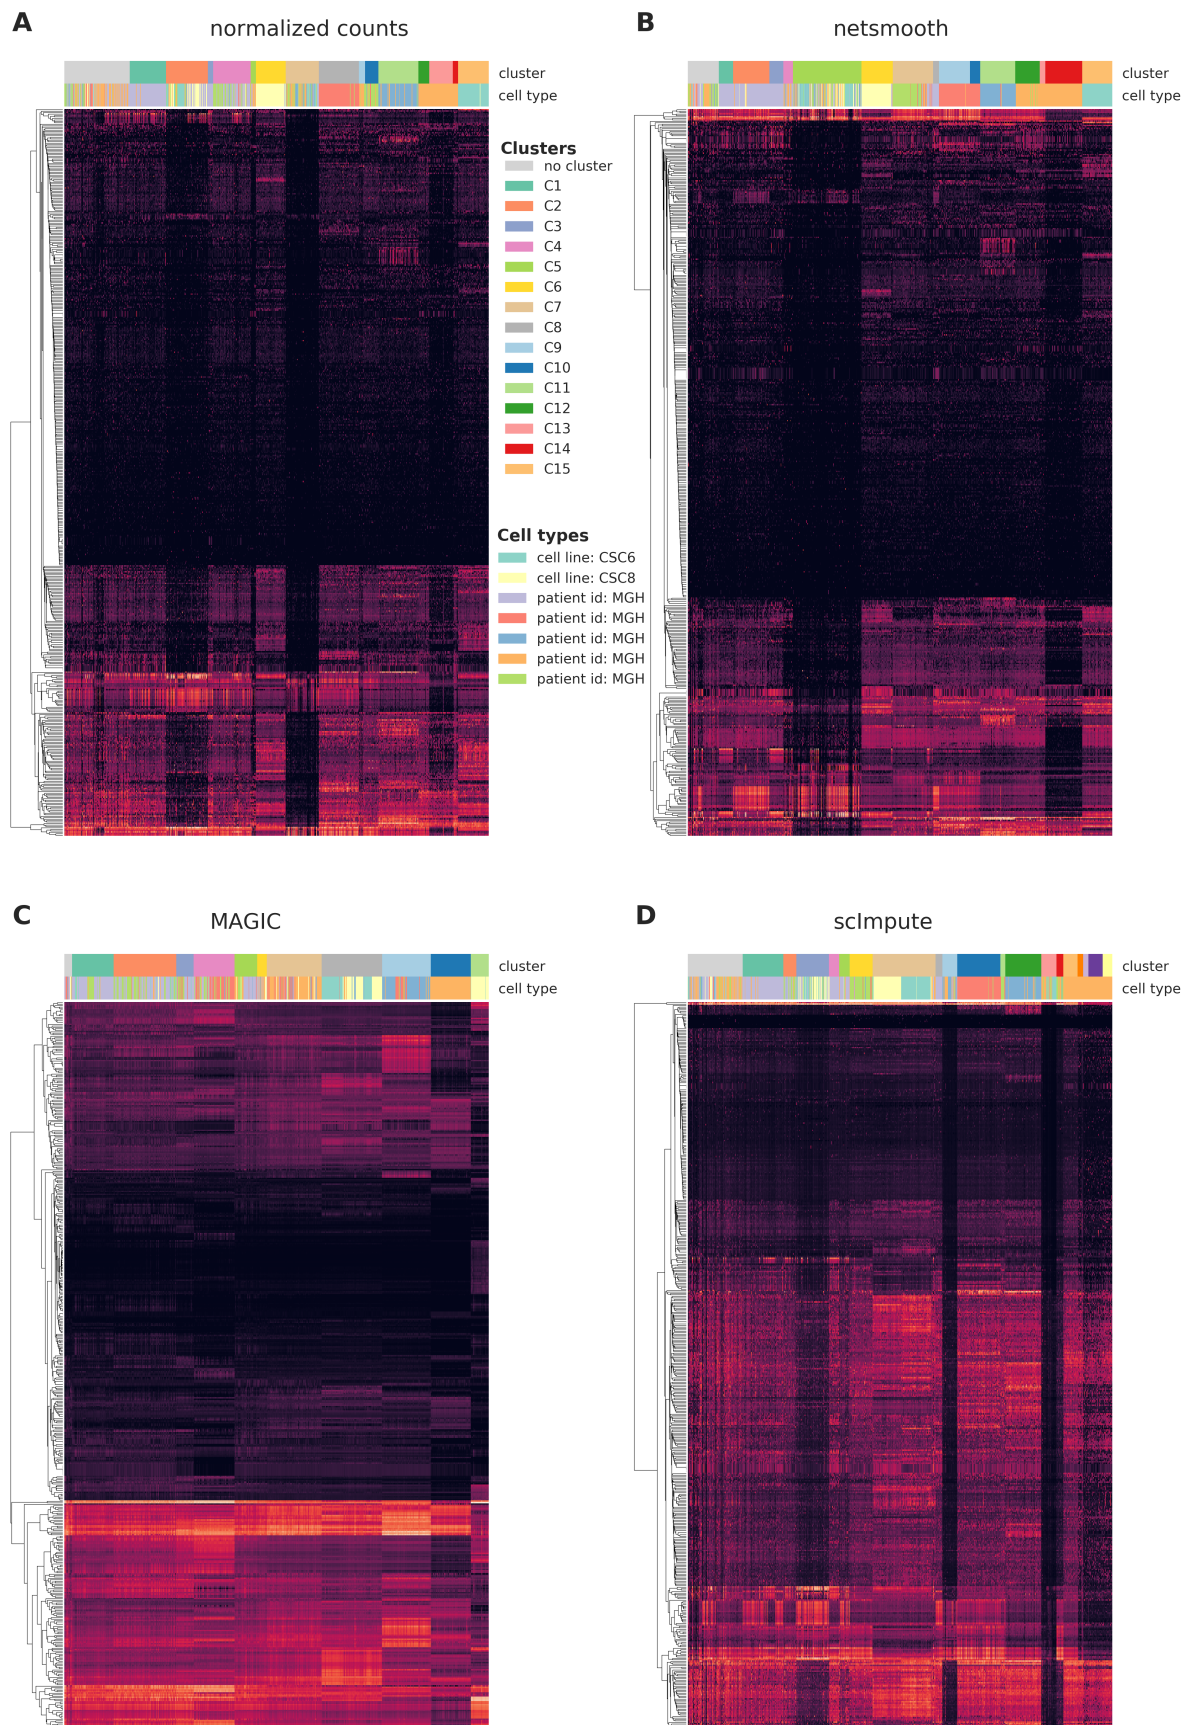 A
normalized counts
cluster
cell type
Clusters
no cluster
C1
C2
C3
C4
C5
C6
C7
C8
C9
C10
C11
C12
C13
C14
C15
Cell types
cell line: CSC6
cell line: CSC8
patient id: MGH
patient id: MGH
patient id: MGH
patient id: MGH
patient id: MGH
B
netsmooth
cluster
cell type
C
MAGIC
cluster
cell type
D
scImpute
cluster
cell type